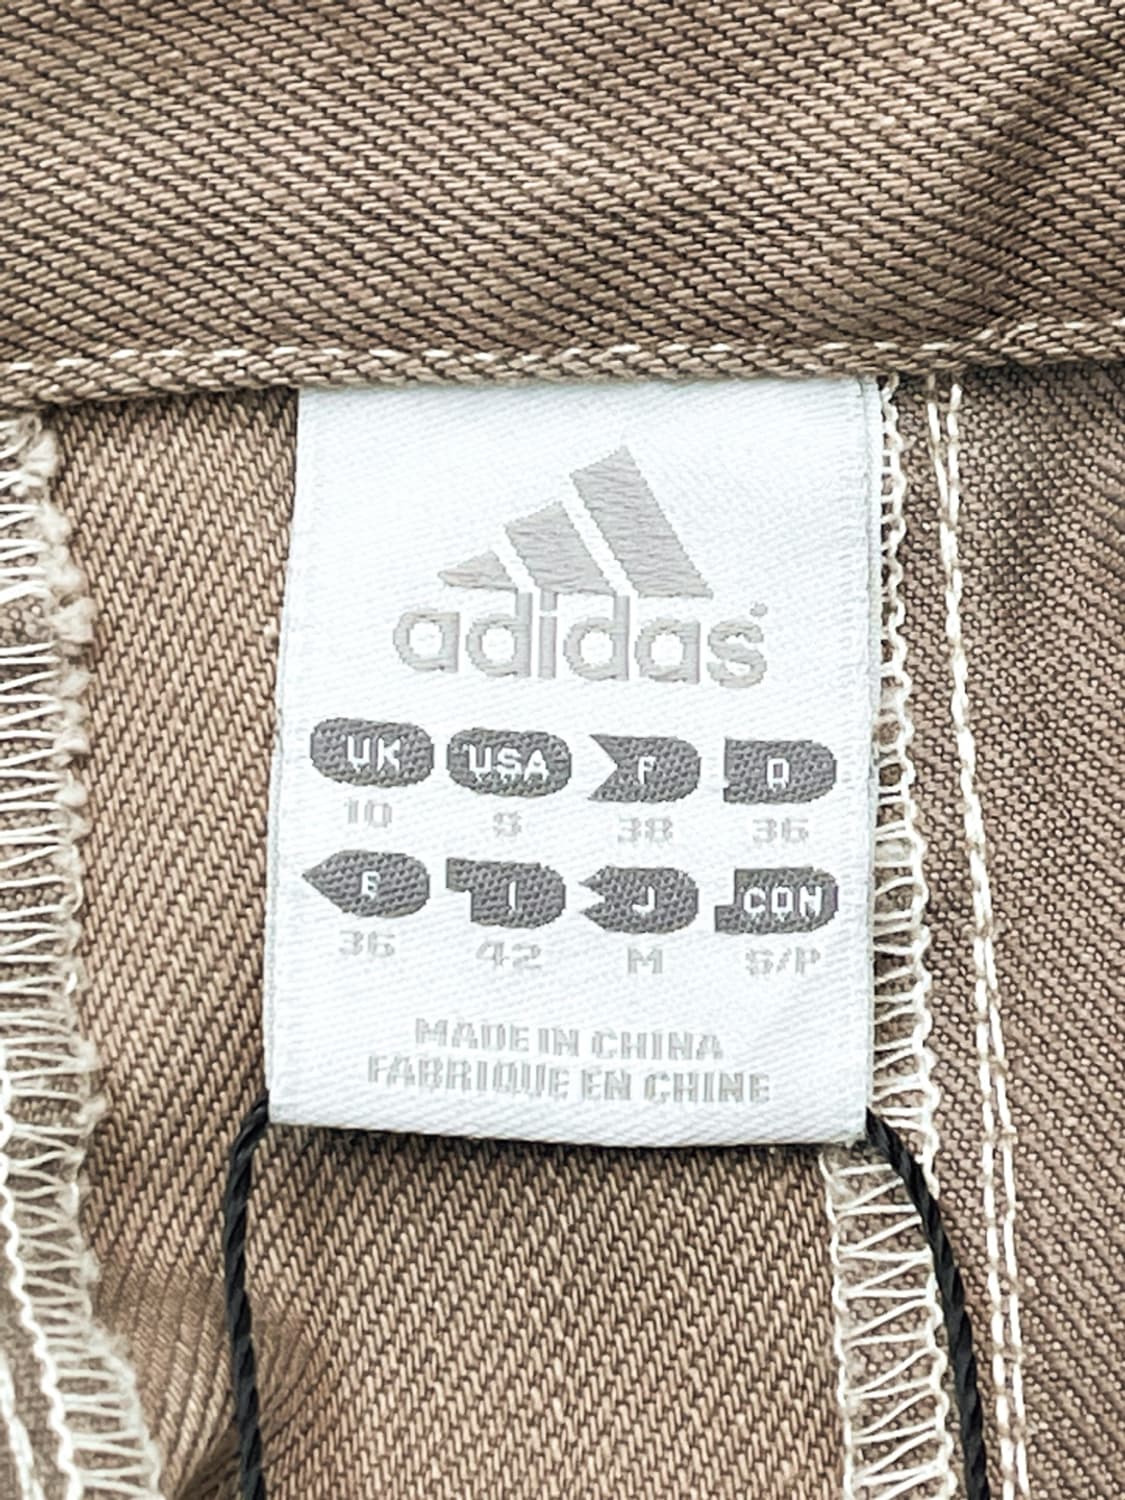 adidas
UK USA F D
10 S 38 36
E I J CDN
36 42 M S/P
MADE IN CHINA
FABRIQUE EN CHINE